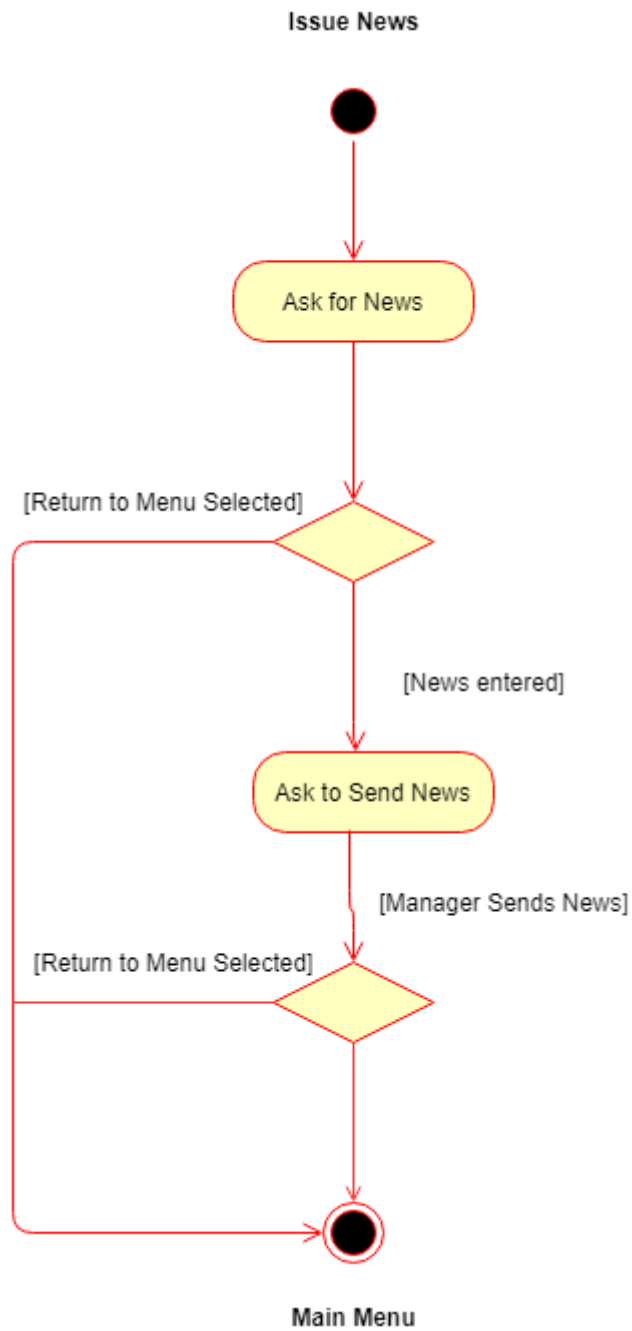 Issue News
Ask for News
[Return to Menu Selected]
[News entered]
Ask to Send News
[Manager Sends News]
[Return to Menu Selected]
Main Menu